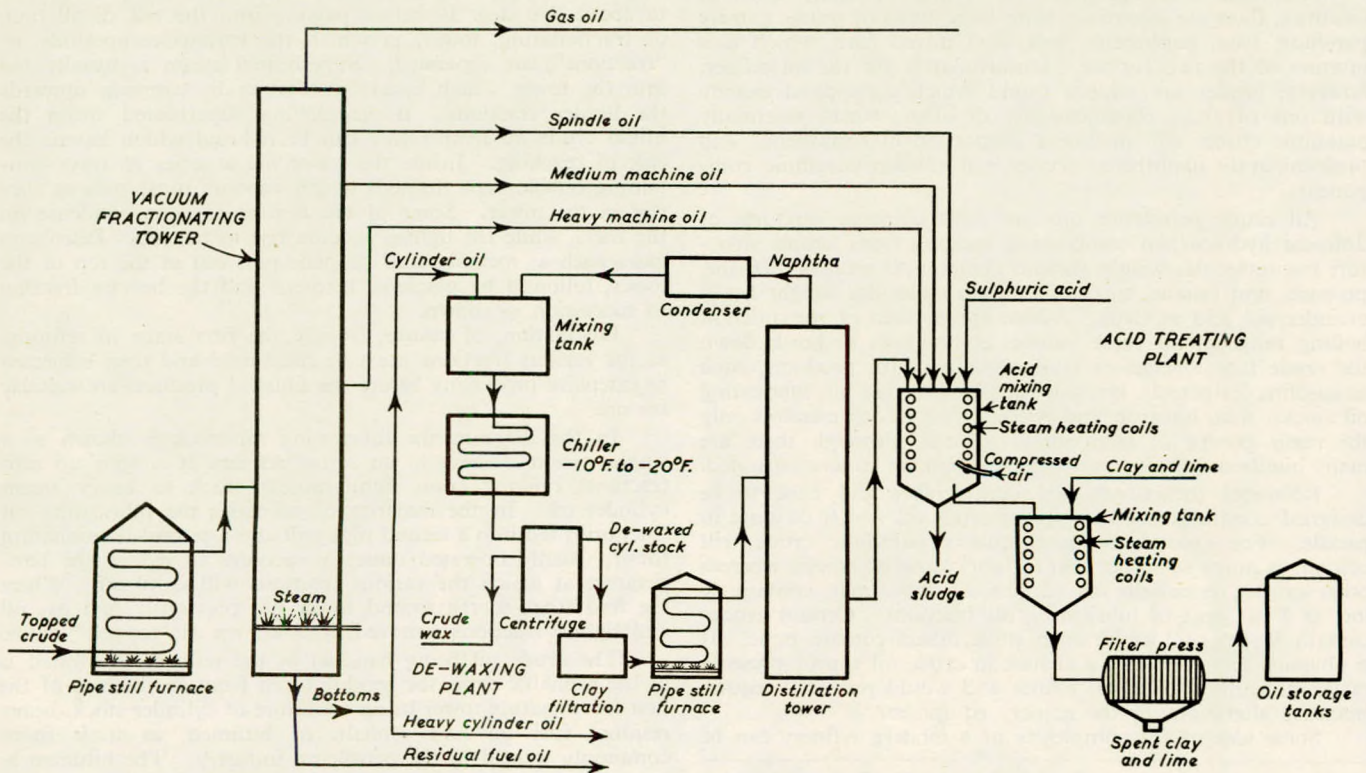 Gas oil
Spindle oil
VACUUM
FRACTIONATING
TOWER
Medium machine oil
Heavy machine oil
Cylinder oil
Naphtha
Condenser
Sulphuric acid
Mixing
tank
ACID TREATING
PLANT
Acid
mixing
tank
Steam heating coils
Compressed
air
Chiller
-10°F. to -20°F.
Clay and lime
Mixing tank
Steam
heating
coils
De-waxed
cyl. stock
Acid
sludge
Steam
Topped
crude
Crude
wax
Centrifuge
Filter press
Pipe still furnace
DE-WAXING
PLANT
Clay
filtration
Pipe still
furnace
Distillation
tower
Oil storage
tanks
Bottoms
Heavy cylinder oil
Residual fuel oil
Spent clay
and lime